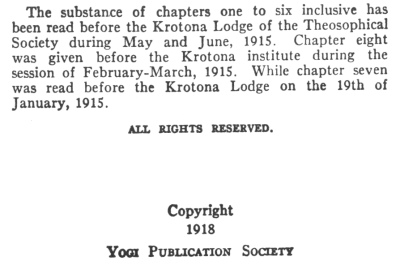 The substance of chapters one to six inclusive has
been read before the Krotona Lodge of the Theosophical
Society during May and June, 1915. Chapter eight
was given before the Krotona institute during the
session of February-March, 1915. While chapter seven
was read before the Krotona Lodge on the 19th of
January, 1915.
ALL RIGHTS RESERVED.
Copyright
1918
YOGI PUBLICATION SOCIETY